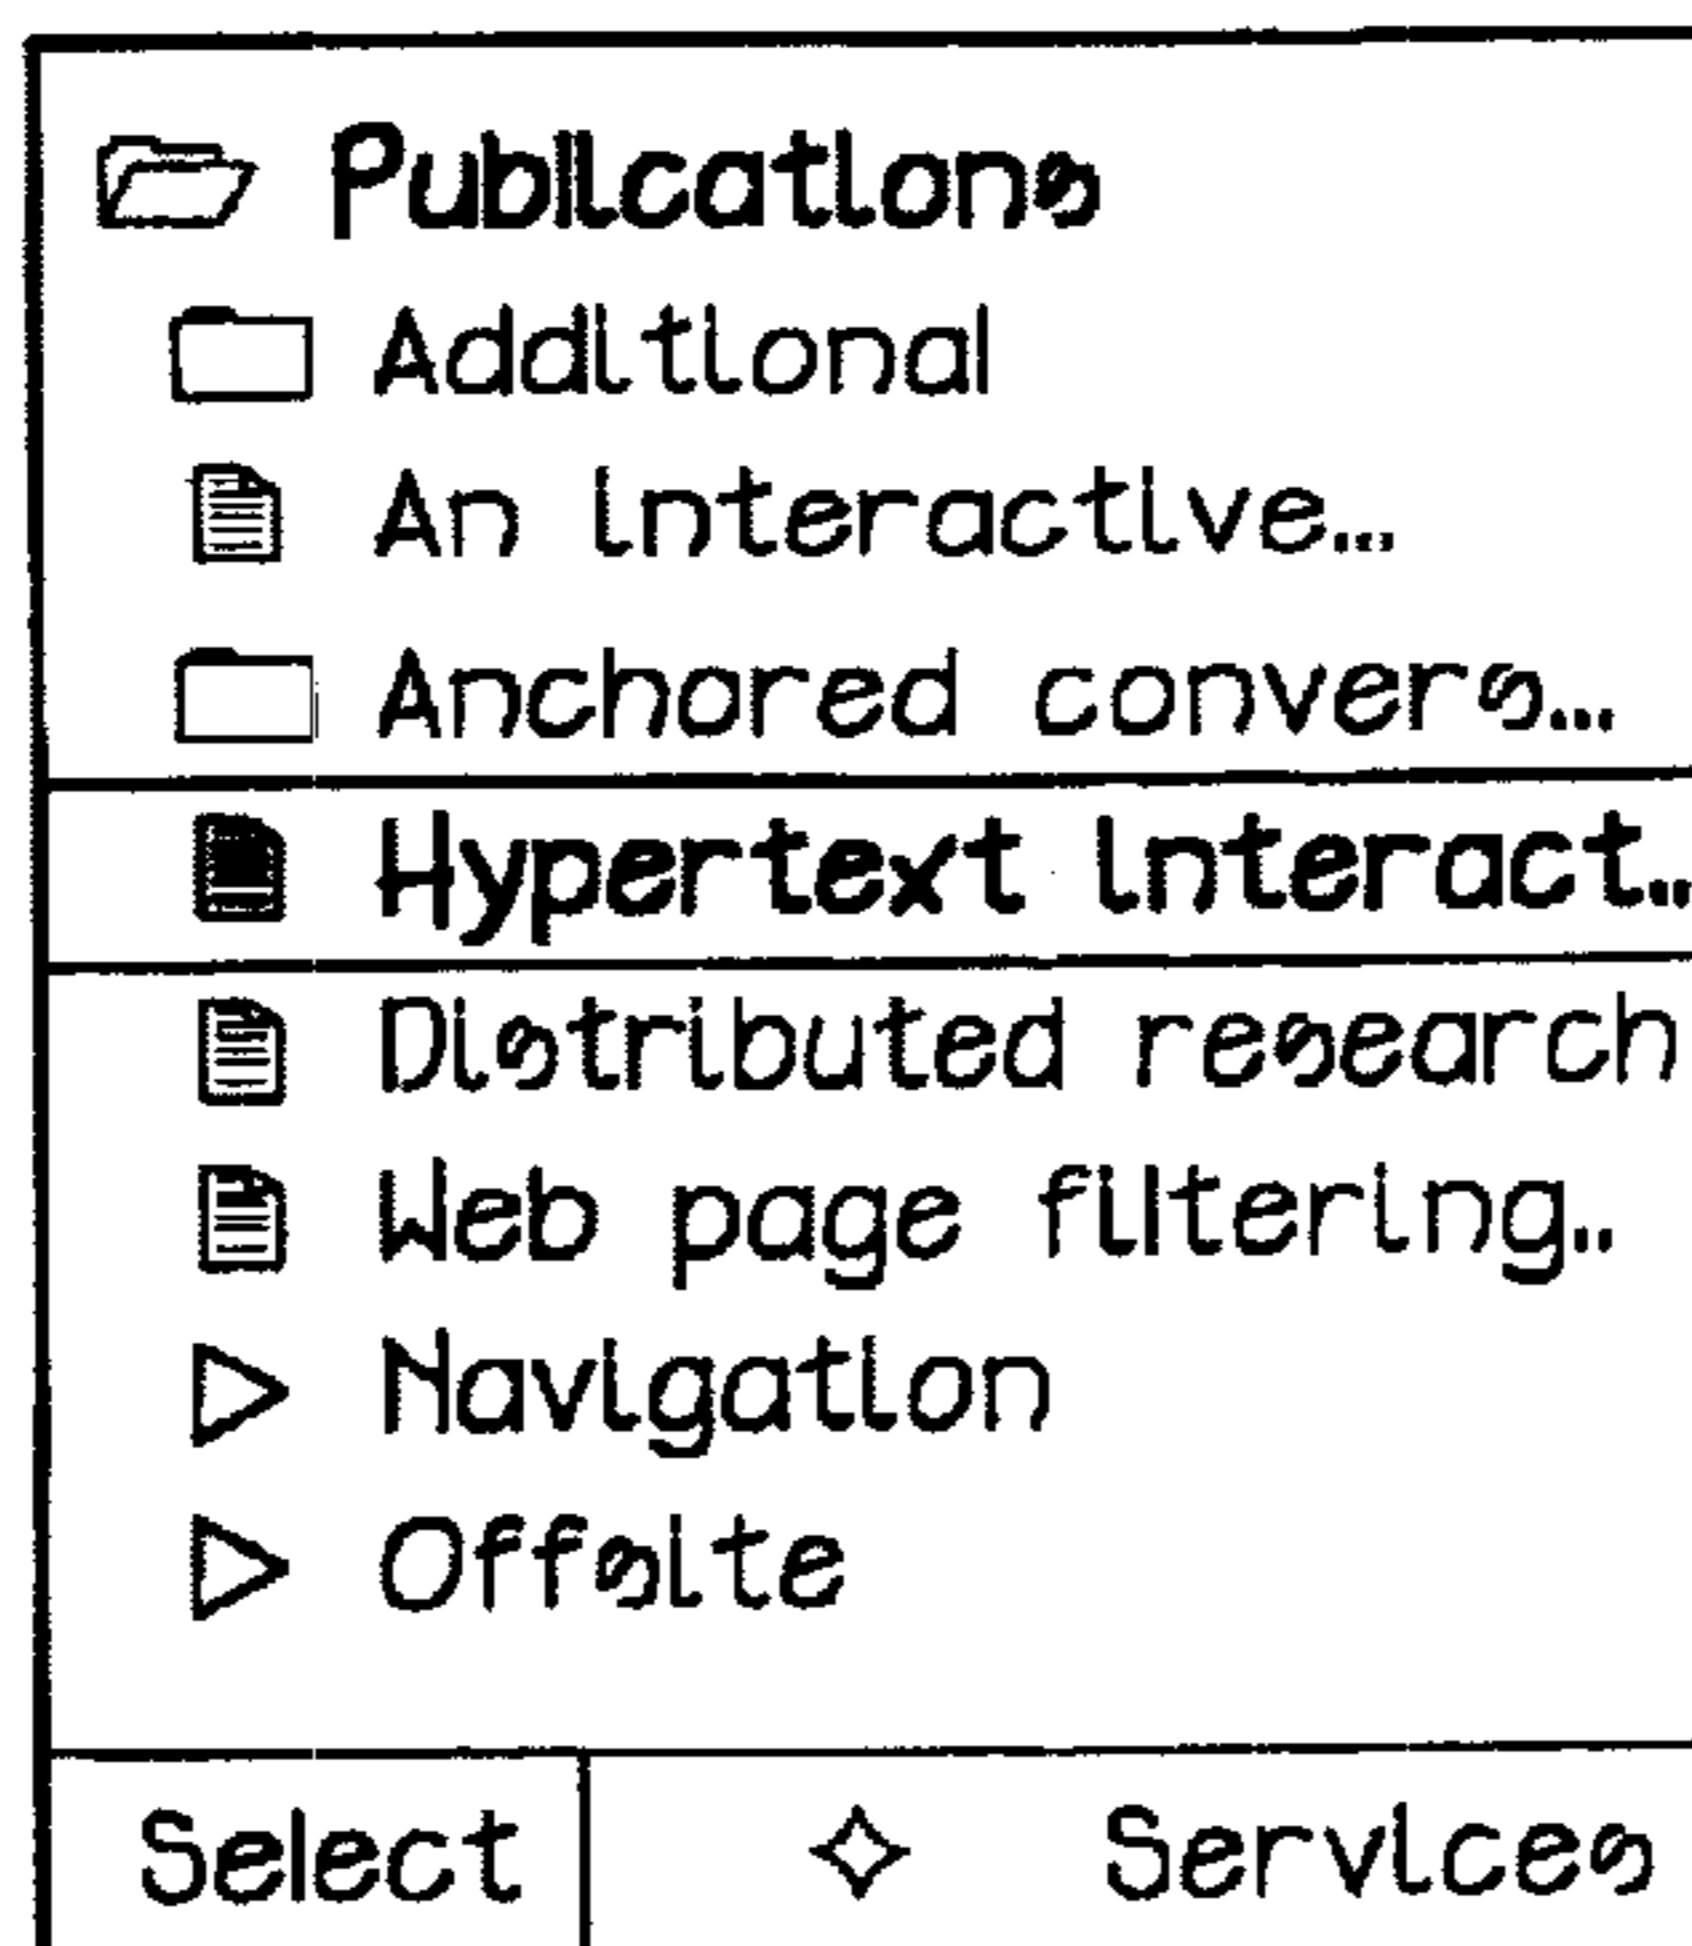 Publications
Additional
An interactive...
Anchored convers...
Hypertext interact..
Distributed research
Web page filtering..
Navigation
Offsite
Select Services